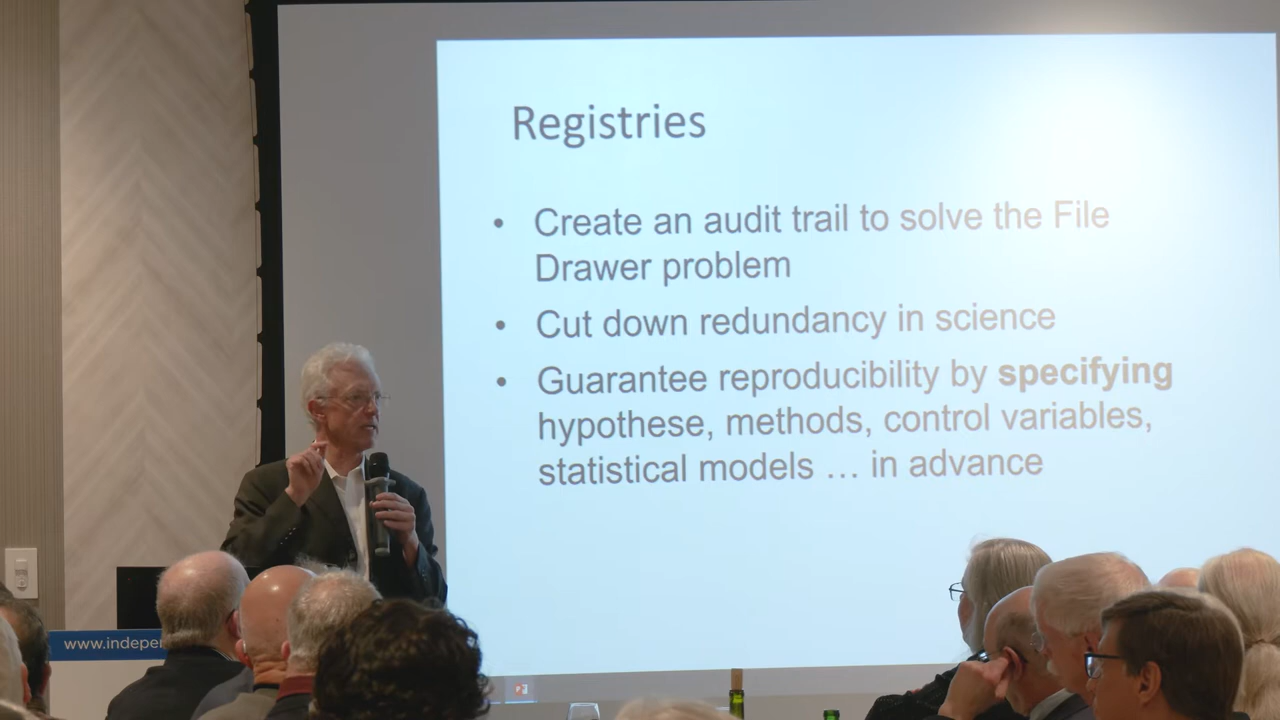 Registries
• Create an audit trail to solve the File
Drawer problem
• Cut down redundancy in science
• Guarantee reproducibility by specifying
hypothese, methods, control variables,
statistical models … in advance
www.indepe